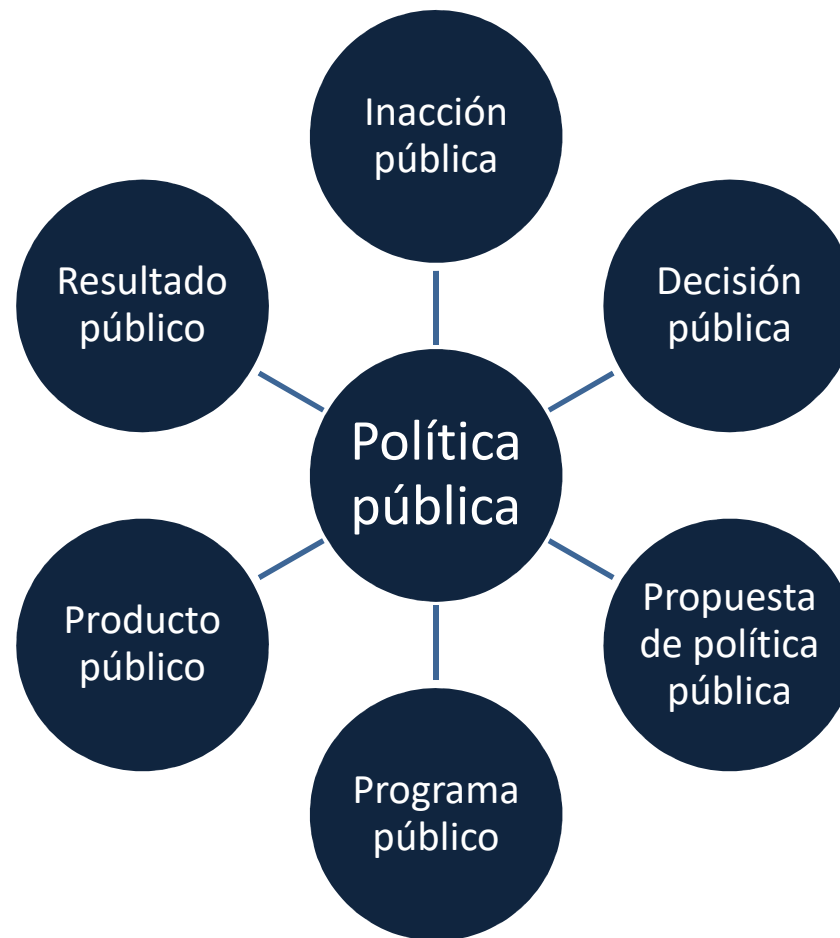 Inacción
pública
Resultado
público
Decisión
pública
Política
pública
Producto
público
Propuesta
de política
pública
Programa
público